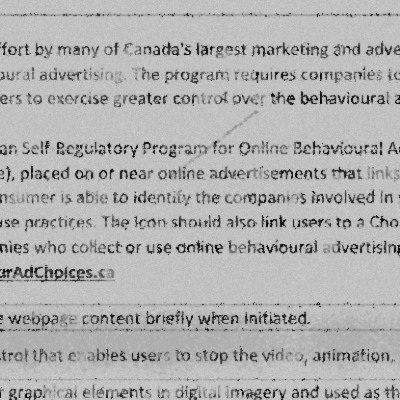 ffort by many of Canada's largest marketing and adve
oural advertising. The program requires companies to
ers to exercise greater control over the behavioural a
an Self-Regulatory Program for Online Behavioural A
e), placed on or near online advertisements that links
nsumer is able to identify the companies involved in
use practices. The Icon should also link users to a Cho
nies who collect or use online behavioural advertising
urAdChoices.ca
e webpage content briefly when initiated.
trol that enables users to stop the video, animation,
r graphical elements in digital imagery and used as th